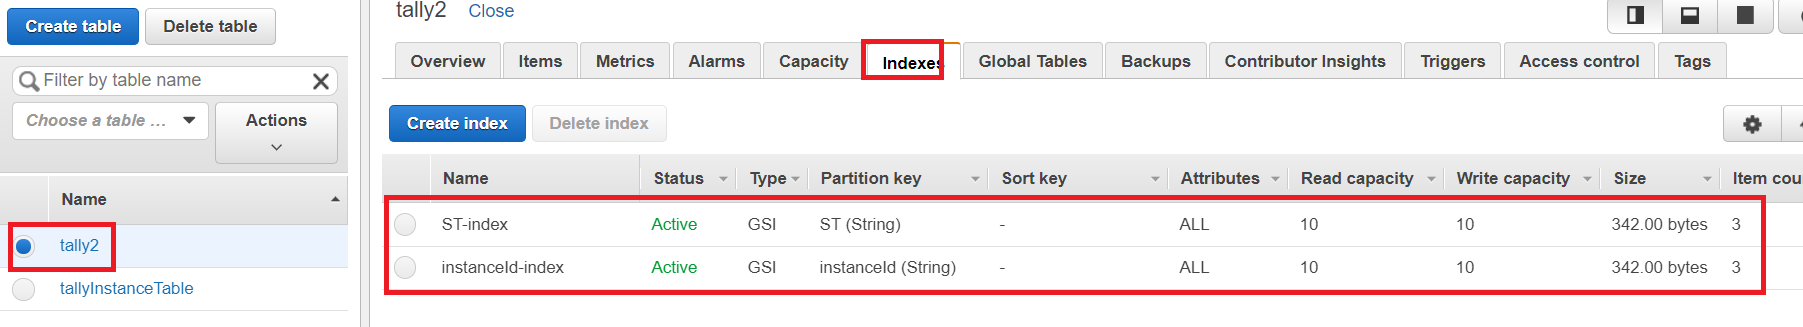 Create table
Delete table
Filter by table name
Choose a table ...
Actions
Name
tally2
tallyInstanceTable
tally2 Close
Overview Items Metrics Alarms Capacity Indexes Global Tables Backups Contributor Insights Triggers Access control Tags
Create index Delete index
Name Status Type Partition key Sort key Attributes Read capacity Write capacity Size Item cou
ST-index Active GSI ST (String) - ALL 10 10 342.00 bytes 3
instanceId-index Active GSI instanceId (String) - ALL 10 10 342.00 bytes 3